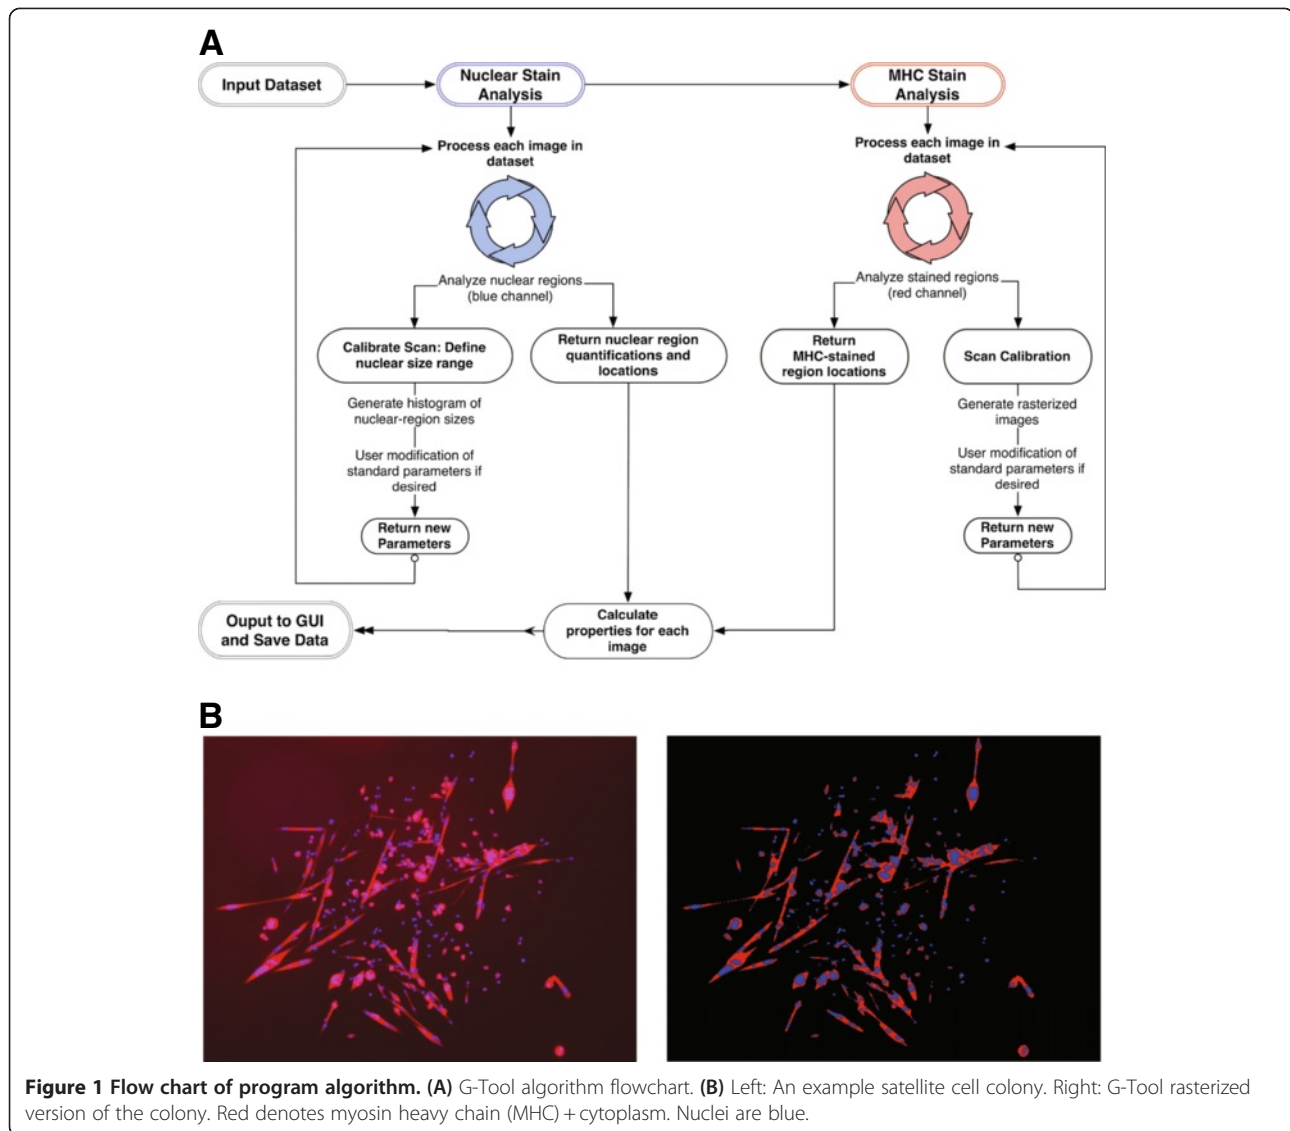 A
Input Dataset
Nuclear Stain
Analysis
MHC Stain
Analysis
Process each image in
dataset
Process each image in
dataset
Analyze nuclear regions
(blue channel)
Analyze stained regions
(red channel)
Calibrate Scan: Define
nuclear size range
Return nuclear region
quantifications and
locations
Return
MHC-stained
region locations
Scan Calibration
Generate histogram of
nuclear-region sizes
Generate rasterized
images
User modification of
standard parameters if
desired
User modification of
standard parameters if
desired
Return new
Parameters
Return new
Parameters
Ouput to GUI
and Save Data
Calculate
properties for each
image
B
Figure 1 Flow chart of program algorithm. (A) G-Tool algorithm flowchart. (B) Left: An example satellite cell colony. Right: G-Tool rasterized
version of the colony. Red denotes myosin heavy chain (MHC) + cytoplasm. Nuclei are blue.